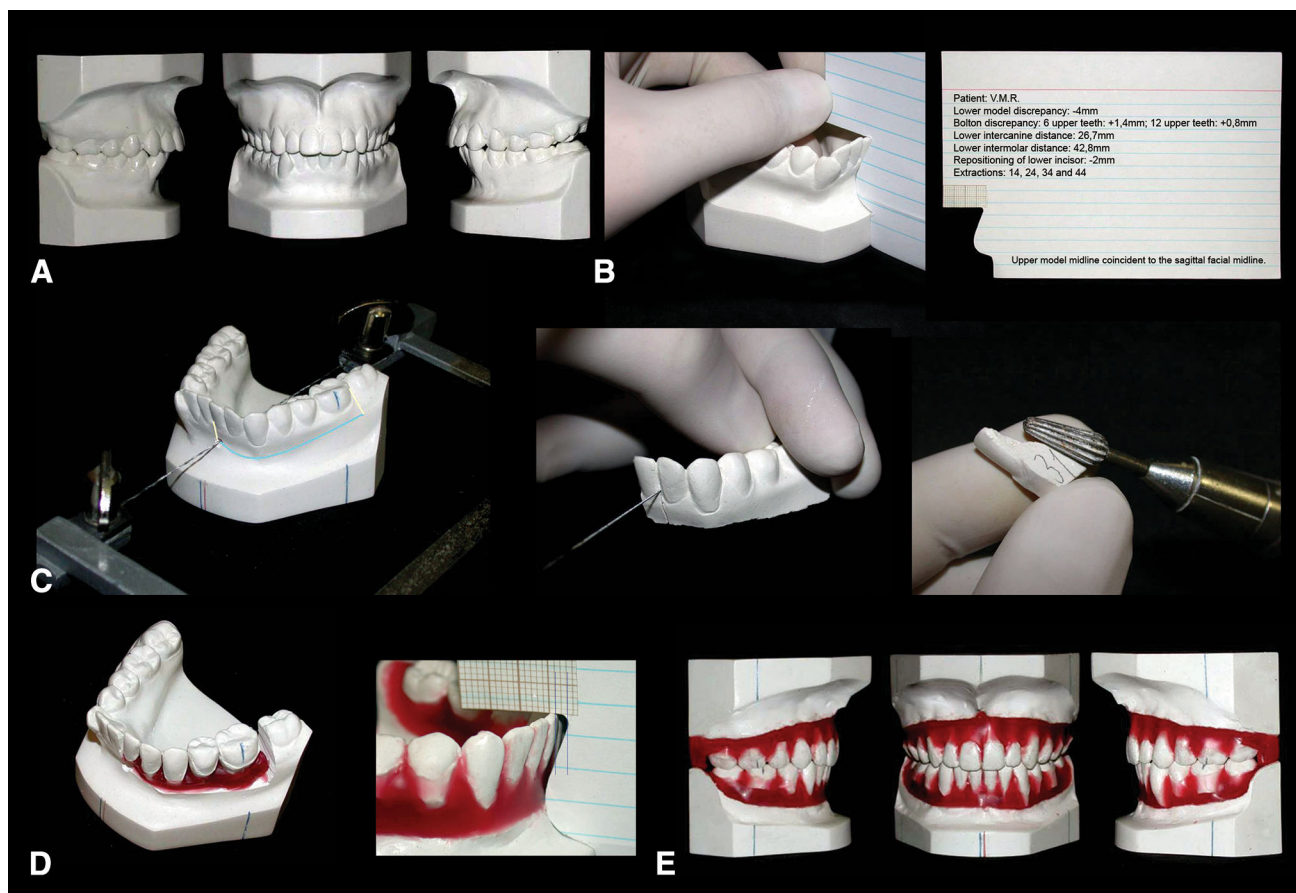 A
B
Patient: V.M.R.
Lower model discrepancy: -4mm
Bolton discrepancy: 6 upper teeth: +1,4mm; 12 upper teeth: +0,8mm
Lower intercanine distance: 26,7mm
Lower intermolar distance: 42,8mm
Repositioning of lower incisor: -2mm
Extractions: 14, 24, 34 and 44
Upper model midline coincident to the sagittal facial midline.
C
D
E